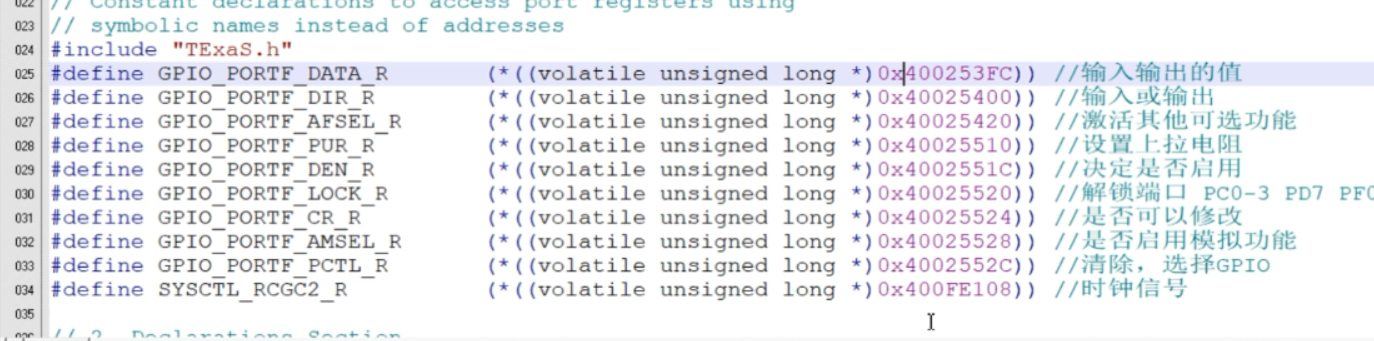 022 // Constant declarations to access port registers using
023 // symbolic names instead of addresses
024 #include "TExaS.h"
025 #define GPIO_PORTF_DATA_R (*((volatile unsigned long *)0x400253FC)) //输入输出的值
026 #define GPIO_PORTF_DIR_R (*((volatile unsigned long *)0x40025400)) //输入或输出
027 #define GPIO_PORTF_AFSEL_R (*((volatile unsigned long *)0x40025420)) //激活其他可选功能
028 #define GPIO_PORTF_PUR_R (*((volatile unsigned long *)0x40025510)) //设置上拉电阻
029 #define GPIO_PORTF_DEN_R (*((volatile unsigned long *)0x4002551C)) //决定是否启用
030 #define GPIO_PORTF_LOCK_R (*((volatile unsigned long *)0x40025520)) //解锁端口 PC0-3 PD7 PF0
031 #define GPIO_PORTF_CR_R (*((volatile unsigned long *)0x40025524)) //是否可以修改
032 #define GPIO_PORTF_AMSEL_R (*((volatile unsigned long *)0x40025528)) //是否启用模拟功能
033 #define GPIO_PORTF_PCTL_R (*((volatile unsigned long *)0x4002552C)) //清除，选择GPIO
034 #define SYSCTL_RCGC2_R (*((volatile unsigned long *)0x400FE108)) //时钟信号
035
// 2. Declarations Section